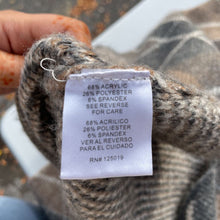 68% ACRYLIC
26% POLYESTER
6% SPANDEX
SEE REVERSE
FOR CARE
68% ACRILICO
26% POLIESTER
6% SPANDEX
VER AL REVERSO
PARA EL CUIDADO
RN# 125019